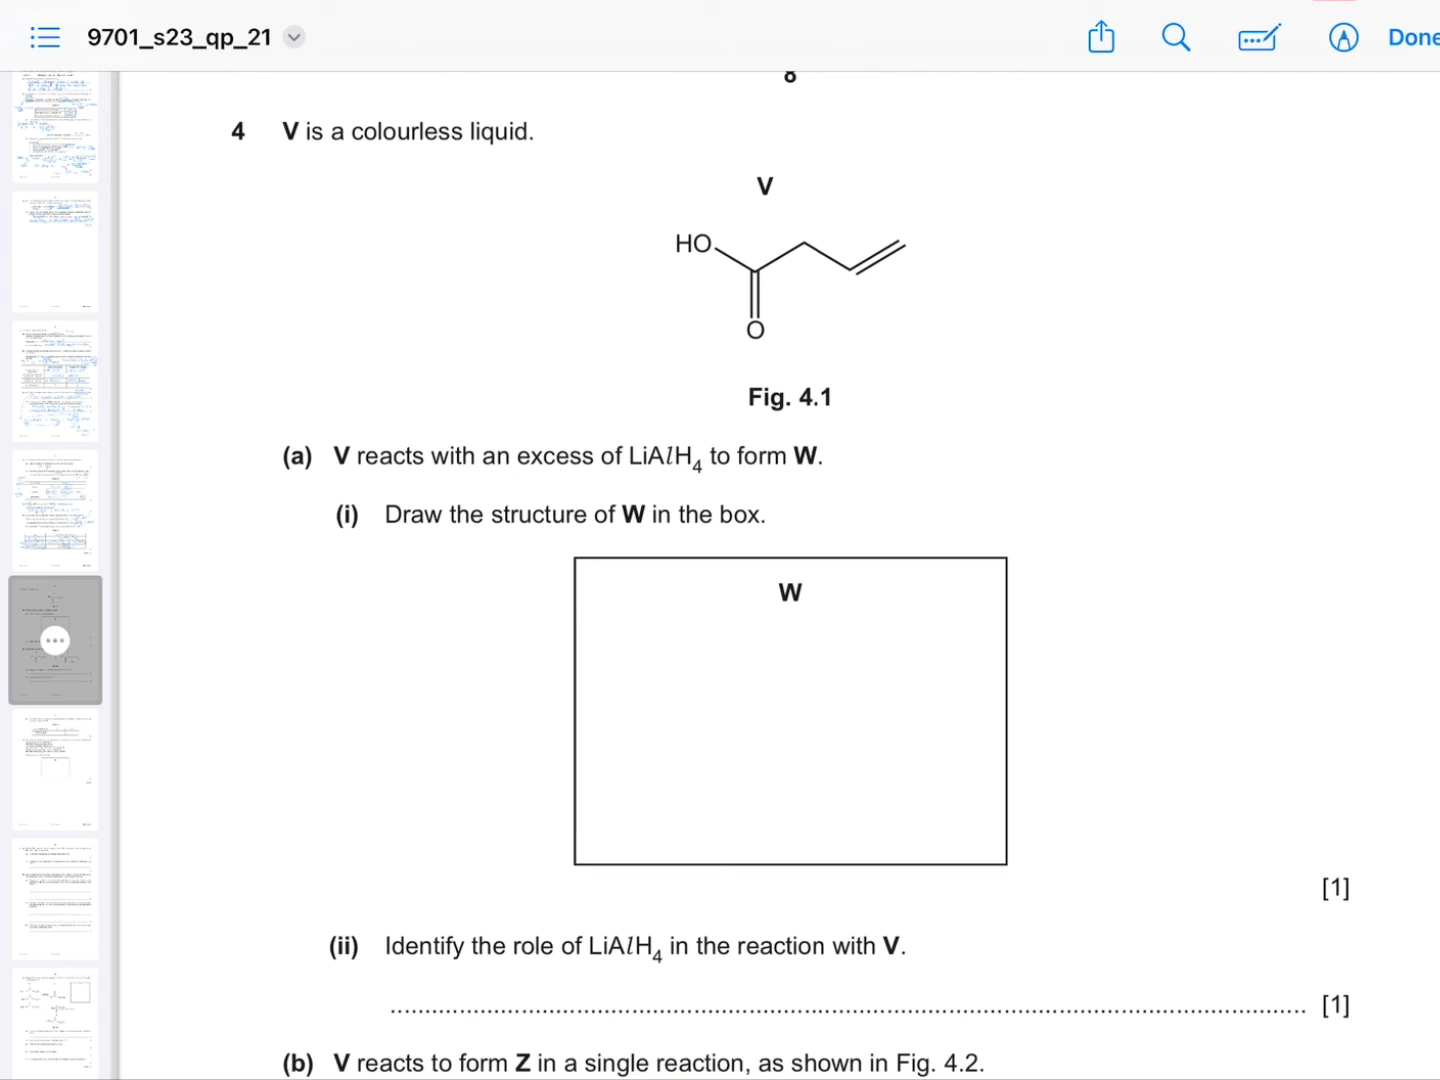 9701_s23_qp_21
Done
8
4 V is a colourless liquid.
V
HO
O
Fig. 4.1
(a) V reacts with an excess of LiAlH4 to form W.
(i) Draw the structure of W in the box.
W
[1]
(ii) Identify the role of LiAlH4 in the reaction with V.
[1]
(b) V reacts to form Z in a single reaction, as shown in Fig. 4.2.